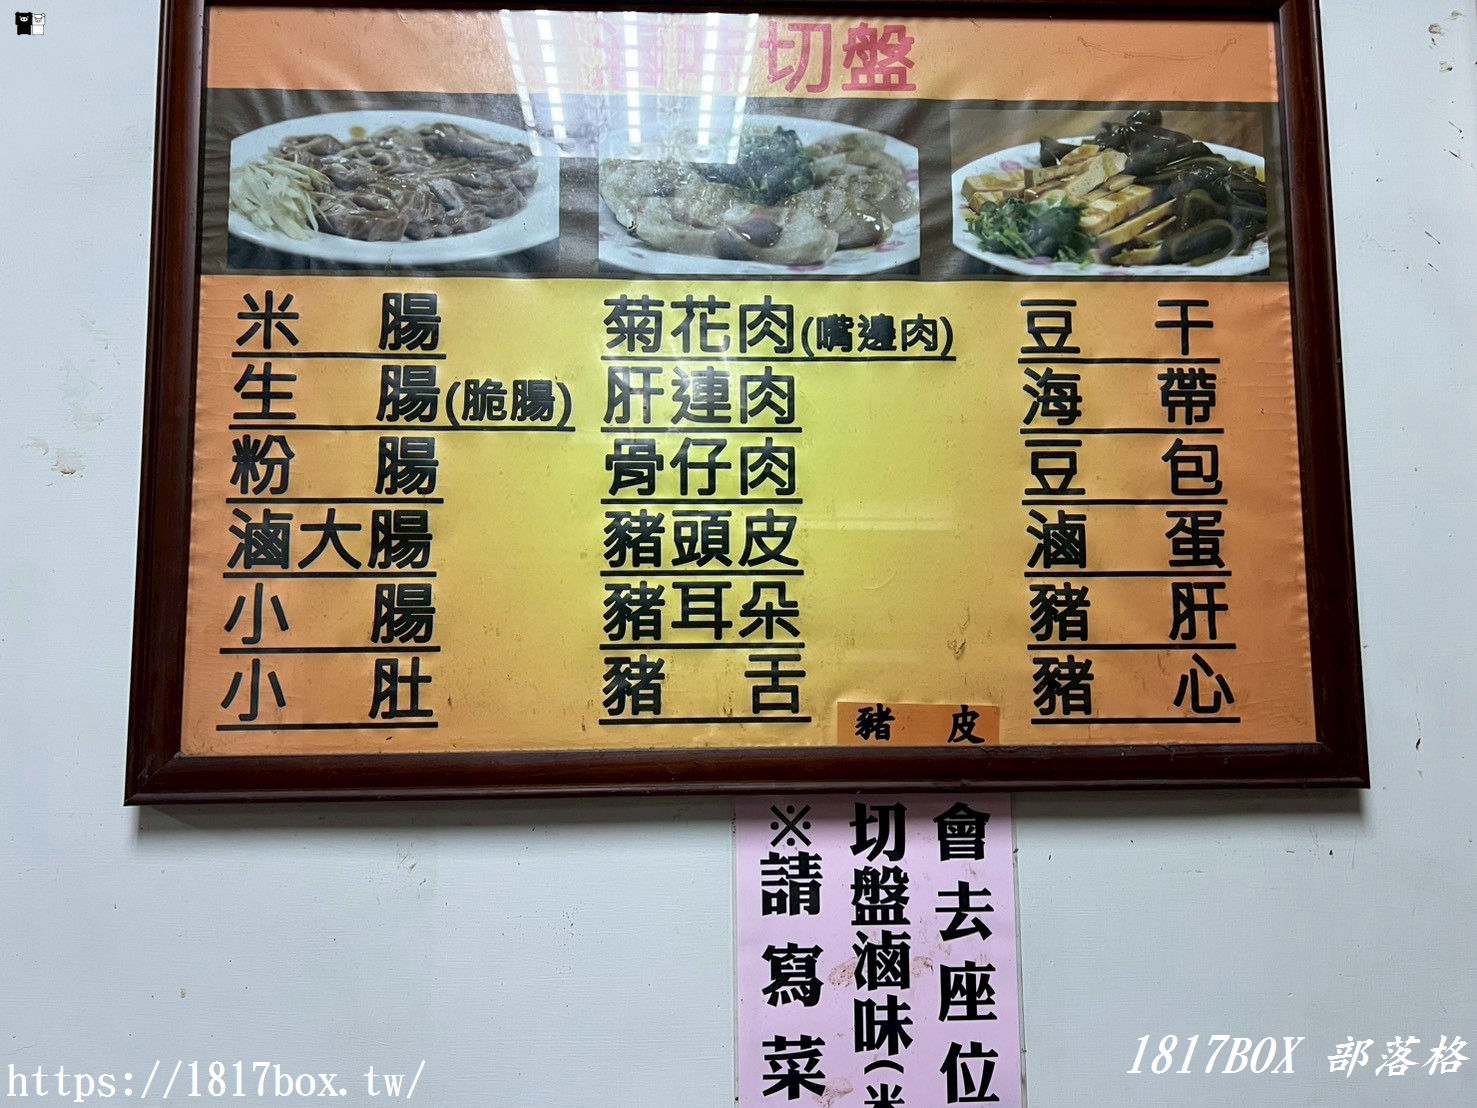 滷味切盤
米腸
生腸(脆腸)
粉腸
滷大腸
小腸
小肚
菊花肉(嘴邊肉)
肝連肉
骨仔肉
豬頭皮
豬耳朵
豬舌
豬皮
豆干
海帶
豆包
滷蛋
豬肝
豬心
會去座位
切盤滷味(米
※請寫菜
https://1817box.tw/
1817BOX 部落格